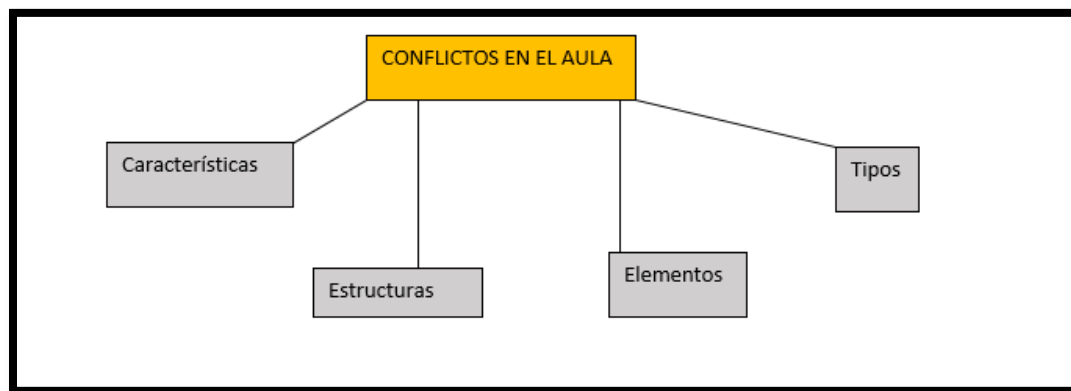 CONFLICTOS EN EL AULA
Características
Tipos
Estructuras
Elementos